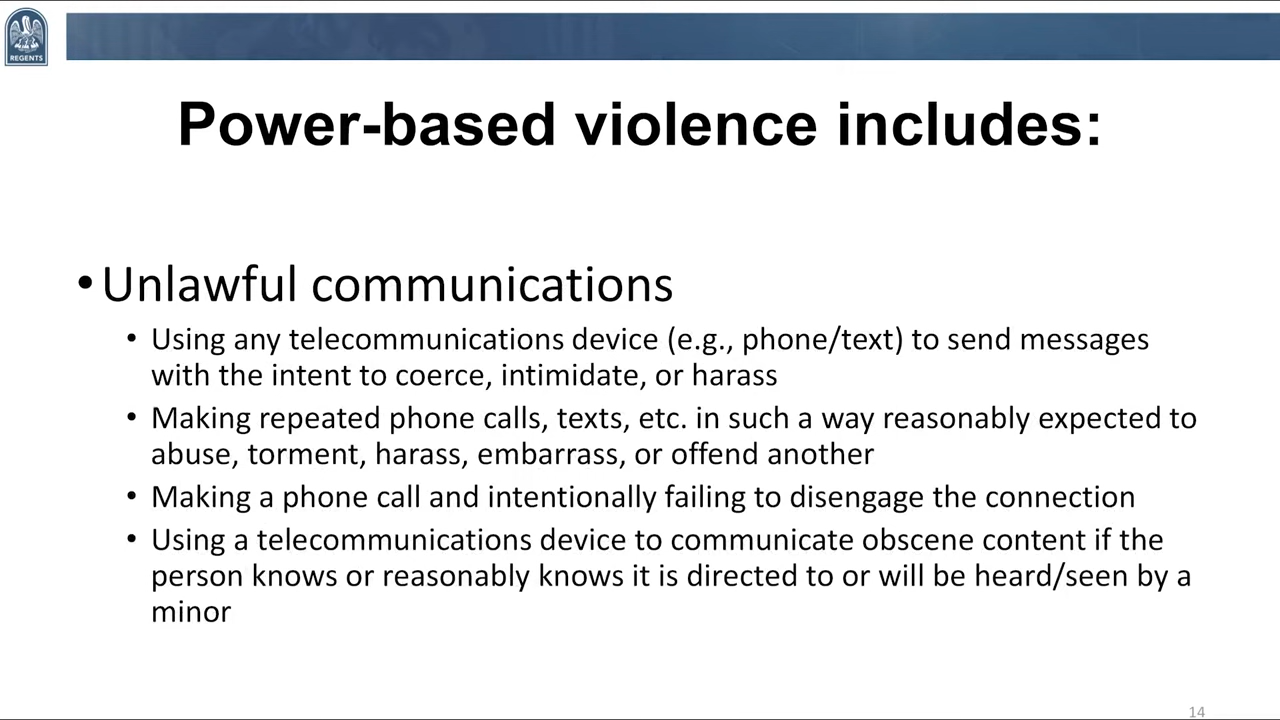 REGENTS
Power-based violence includes:
• Unlawful communications
• Using any telecommunications device (e.g., phone/text) to send messages
with the intent to coerce, intimidate, or harass
• Making repeated phone calls, texts, etc. in such a way reasonably expected to
abuse, torment, harass, embarrass, or offend another
• Making a phone call and intentionally failing to disengage the connection
• Using a telecommunications device to communicate obscene content if the
person knows or reasonably knows it is directed to or will be heard/seen by a
minor
14